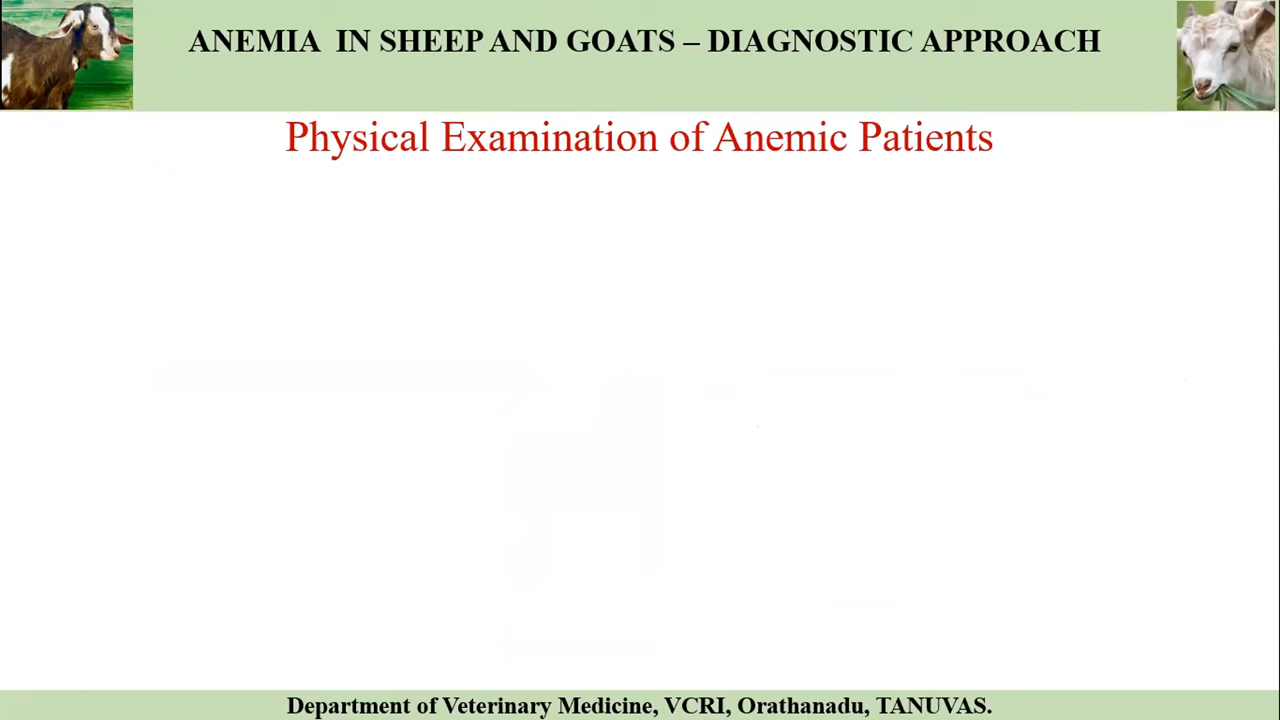 ANEMIA IN SHEEP AND GOATS – DIAGNOSTIC APPROACH
Physical Examination of Anemic Patients
Department of Veterinary Medicine, VCRI, Orathanadu, TANUVAS.